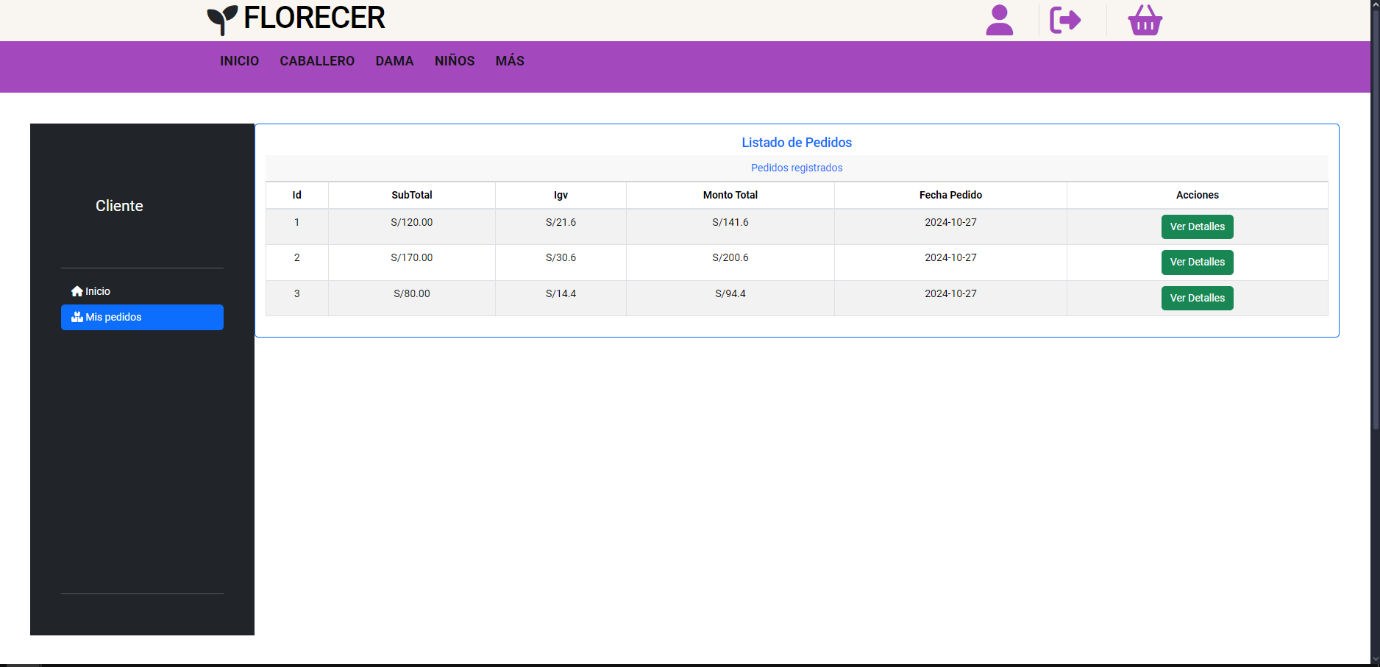 FLORECER
INICIO CABALLERO DAMA NIÑOS MÁS
Cliente
Inicio
Mis pedidos
Listado de Pedidos
Pedidos registrados
Id SubTotal Igv Monto Total Fecha Pedido Acciones
1 S/120.00 S/21.6 S/141.6 2024-10-27 Ver Detalles
2 S/170.00 S/30.6 S/200.6 2024-10-27 Ver Detalles
3 S/80.00 S/14.4 S/94.4 2024-10-27 Ver Detalles